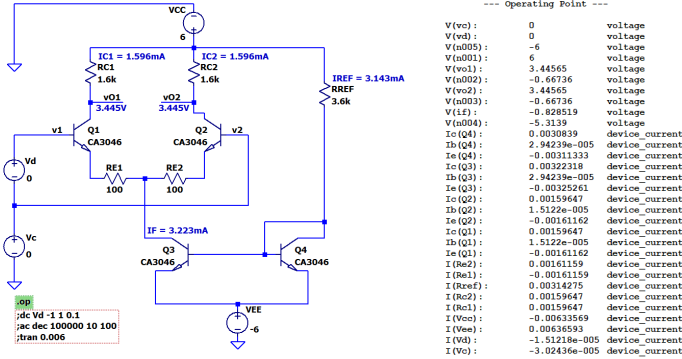 --- Operating Point ---
VCC
6
IC1 = 1.596mA
IC2 = 1.596mA
RC1
1.6k
RC2
1.6k
IREF = 3.143mA
RREF
3.6k
vO1
3.445V
vO2
3.445V
v1
Q1
CA3046
Q2
CA3046
v2
Vd
0
RE1
100
RE2
100
IF = 3.223mA
Vc
0
Q3
CA3046
Q4
CA3046
VEE
-6
.op
;dc Vd -1 1 0.1
;ac dec 100000 10 100
;tran 0.006
V(vc): 0 voltage
V(vd): 0 voltage
V(n005): -6 voltage
V(n001): 6 voltage
V(vo1): 3.44565 voltage
V(n002): -0.66736 voltage
V(vo2): 3.44565 voltage
V(n003): -0.66736 voltage
V(if): -0.828519 voltage
V(n004): -5.3139 voltage
Ic(Q4): 0.0030839 device_current
Ib(Q4): 2.94239e-005 device_current
Ie(Q4): -0.00311333 device_current
Ic(Q3): 0.00322318 device_current
Ib(Q3): 2.94239e-005 device_current
Ie(Q3): -0.00325261 device_current
Ic(Q2): 0.00159647 device_current
Ib(Q2): 1.5122e-005 device_current
Ie(Q2): -0.00161162 device_current
Ic(Q1): 0.00159647 device_current
Ib(Q1): 1.5122e-005 device_current
Ie(Q1): -0.00161162 device_current
I(Re2): 0.00161159 device_current
I(Re1): -0.00161159 device_current
I(Rref): 0.00314275 device_current
I(Rc2): 0.00159647 device_current
I(Rc1): 0.00159647 device_current
I(Vcc): -0.00633569 device_current
I(Vee): 0.00636593 device_current
I(Vd): -1.51218e-005 device_current
I(Vc): -3.02436e-005 device_current